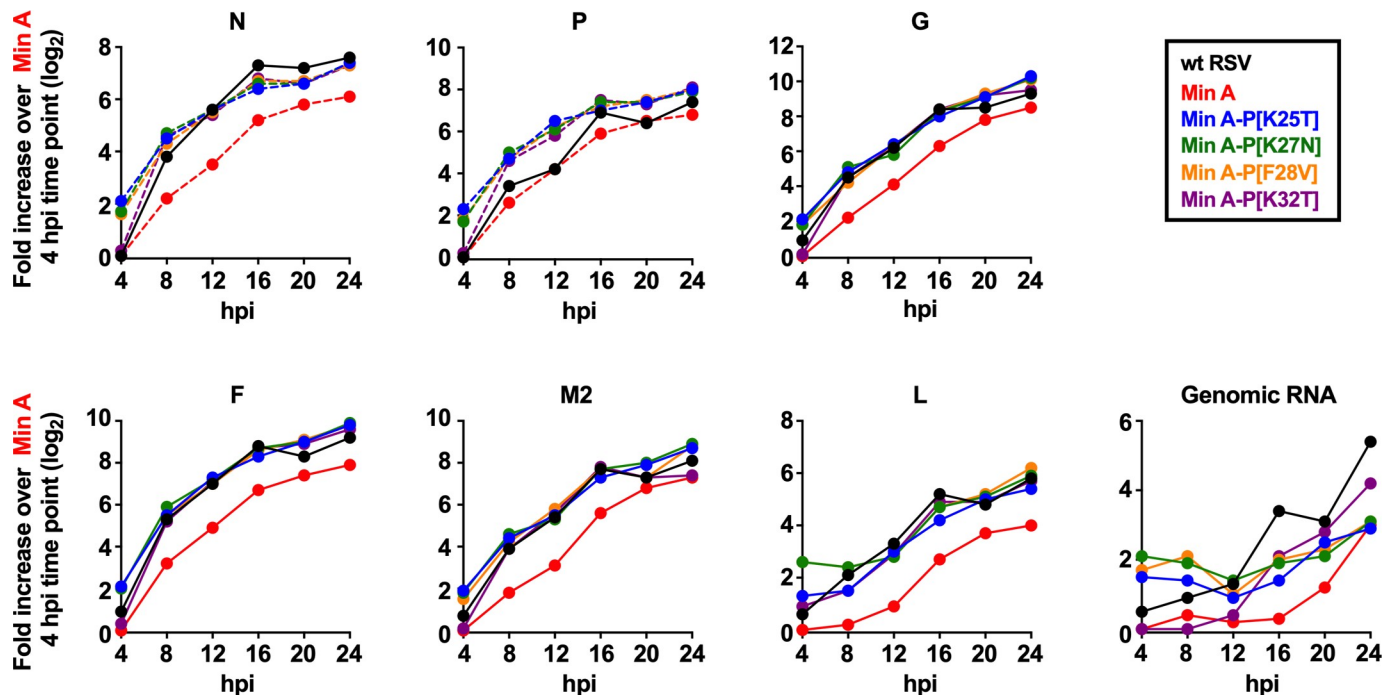 Fold increase over Min A
4 hpi time point (log2)
N
8
6
4
2
0
4 8 12 16 20 24
hpi
P
10
8
6
4
2
0
4 8 12 16 20 24
hpi
G
12
10
8
6
4
2
0
4 8 12 16 20 24
hpi
wt RSV
Min A
Min A-P[K25T]
Min A-P[K27N]
Min A-P[F28V]
Min A-P[K32T]
Fold increase over Min A
4 hpi time point (log2)
F
10
8
6
4
2
0
4 8 12 16 20 24
hpi
M2
10
8
6
4
2
0
4 8 12 16 20 24
hpi
L
8
6
4
2
0
4 8 12 16 20 24
hpi
Genomic RNA
6
4
2
0
4 8 12 16 20 24
hpi